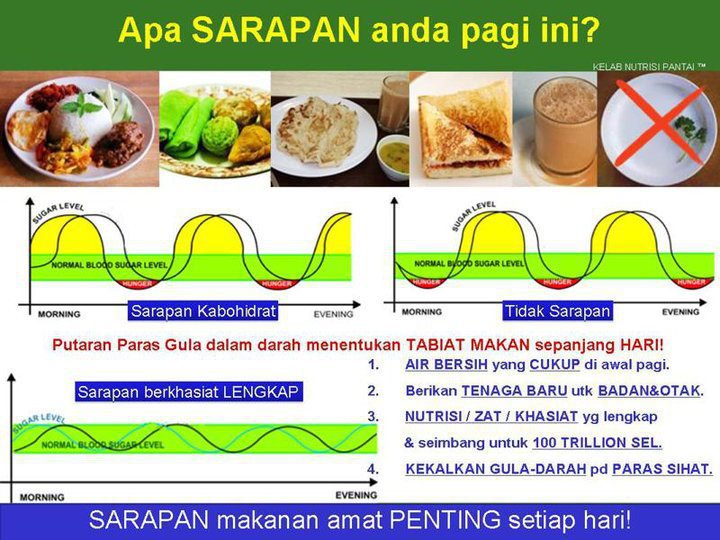 Apa SARAPAN anda pagi ini?
KELAB NUTRISI PANTAI ™
SUGAR LEVEL
NORMAL BLOOD SUGAR LEVEL
HUNGER
HUNGER
MORNING
Sarapan Kabohidrat
EVENING
SUGAR LEVEL
NORMAL BLOOD SUGAR LEVEL
HUNGER
HUNGER
HUNGER
MORNING
Tidak Sarapan
EVENING
Putaran Paras Gula dalam darah menentukan TABIAT MAKAN sepanjang HARI!
Sarapan berkhasiat LENGKAP
SUGAR LEVEL
NORMAL BLOOD SUGAR LEVEL
MORNING
EVENING
1. AIR BERSIH yang CUKUP di awal pagi.
2. Berikan TENAGA BARU utk BADAN&OTAK.
3. NUTRISI / ZAT / KHASIAT yg lengkap
& seimbang untuk 100 TRILLION SEL.
4. KEKALKAN GULA-DARAH pd PARAS SIHAT.
SARAPAN makanan amat PENTING setiap hari!